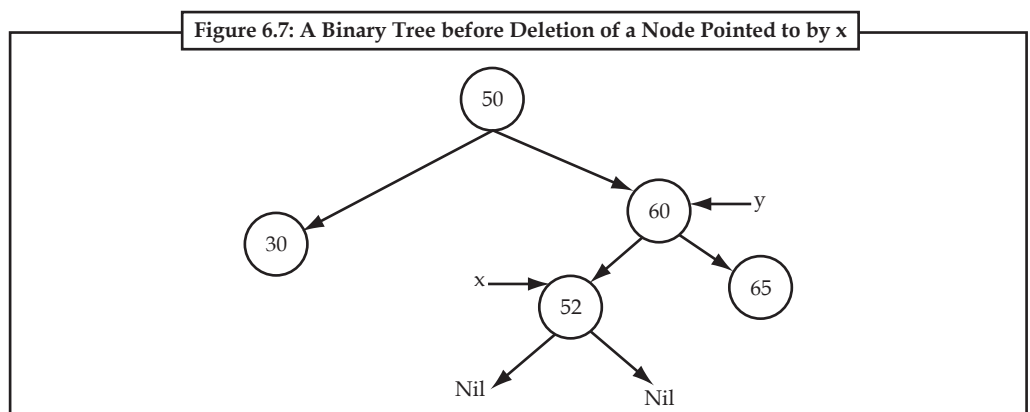 Figure 6.7: A Binary Tree before Deletion of a Node Pointed to by x
50
60
y
30
x
52
65
Nil
Nil